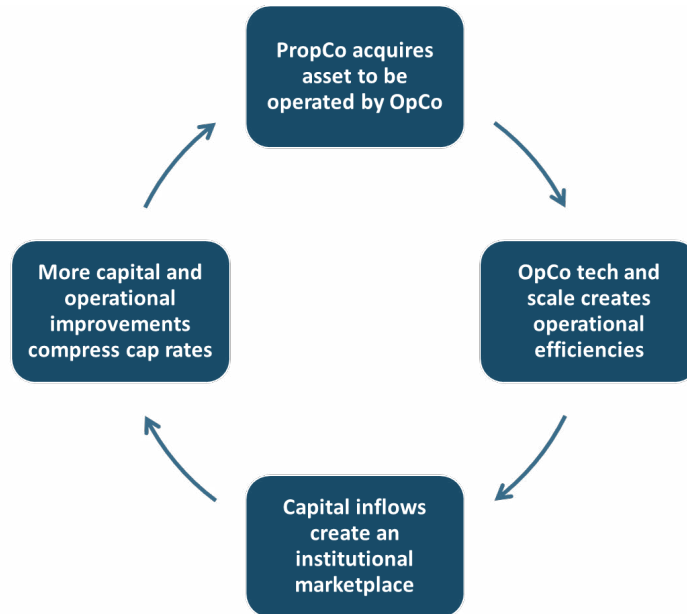 PropCo acquires
asset to be
operated by OpCo
OpCo tech and
scale creates
operational
efficiencies
Capital inflows
create an
institutional
marketplace
More capital and
operational
improvements
compress cap rates